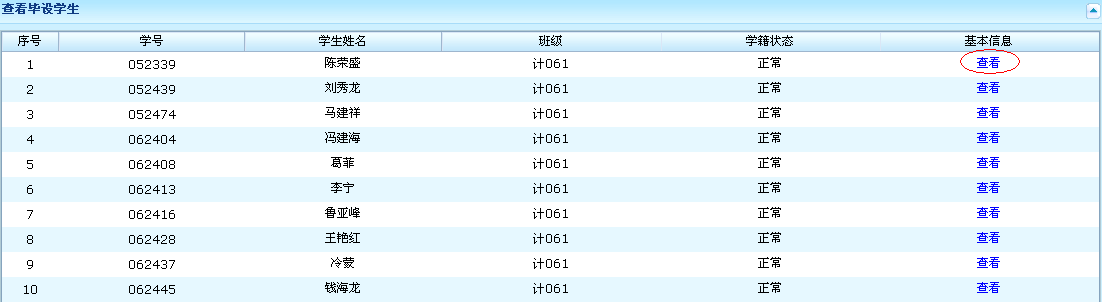 查看毕设学生
序号 学号 学生姓名 班级 学籍状态 基本信息
1 052339 陈荣盛 计061 正常 查看
2 052439 刘秀龙 计061 正常 查看
3 052474 马建祥 计061 正常 查看
4 062404 冯建海 计061 正常 查看
5 062408 葛菲 计061 正常 查看
6 062413 李宁 计061 正常 查看
7 062416 鲁亚峰 计061 正常 查看
8 062428 王艳红 计061 正常 查看
9 062437 冷蒙 计061 正常 查看
10 062445 钱海龙 计061 正常 查看